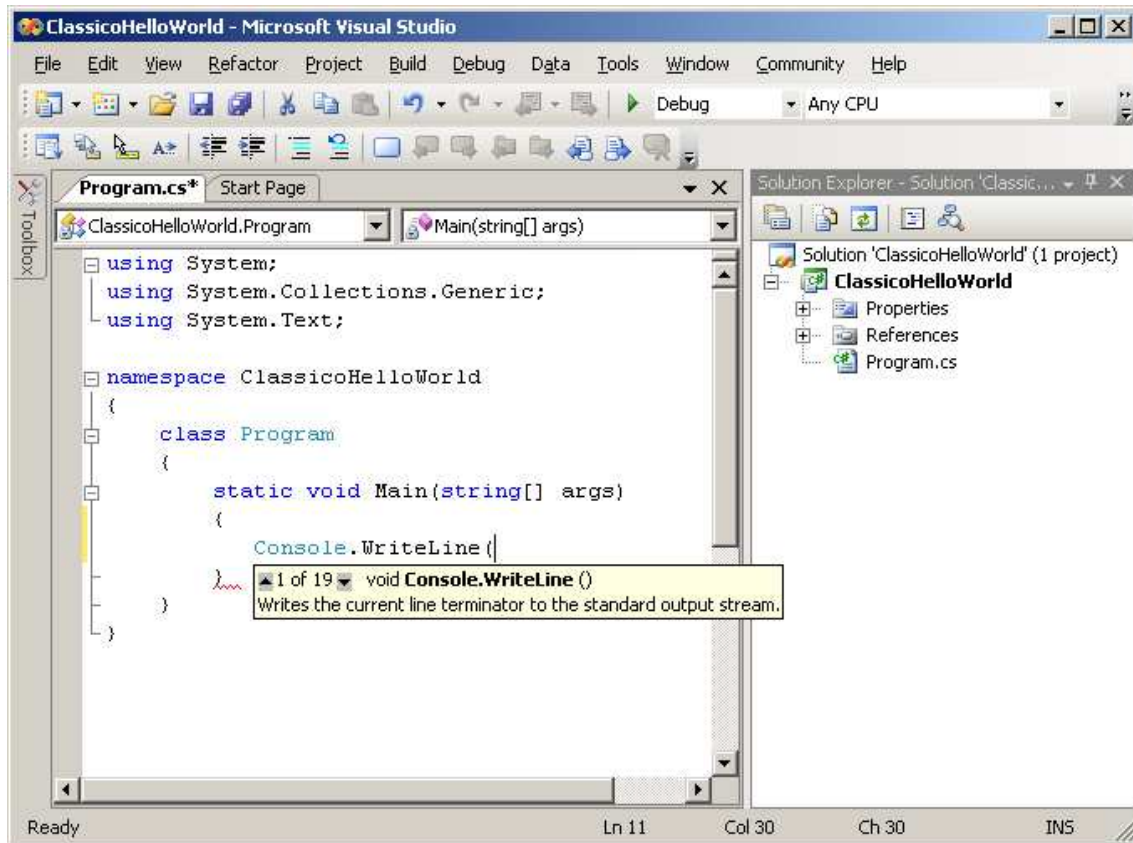 ClassicoHelloWorld - Microsoft Visual Studio
File Edit View Refactor Project Build Debug Data Tools Window Community Help
Debug Any CPU
Program.cs* Start Page
Solution Explorer - Solution 'Classic...
Toolbox
ClassicoHelloWorld.Program Main(string[] args)
using System;
using System.Collections.Generic;
using System.Text;
namespace ClassicoHelloWorld
{
class Program
{
static void Main(string[] args)
{
Console.WriteLine(
}
1 of 19 void Console.WriteLine ()
Writes the current line terminator to the standard output stream.
}
}
Solution 'ClassicoHelloWorld' (1 project)
ClassicoHelloWorld
Properties
References
Program.cs
Ready Ln 11 Col 30 Ch 30 INS